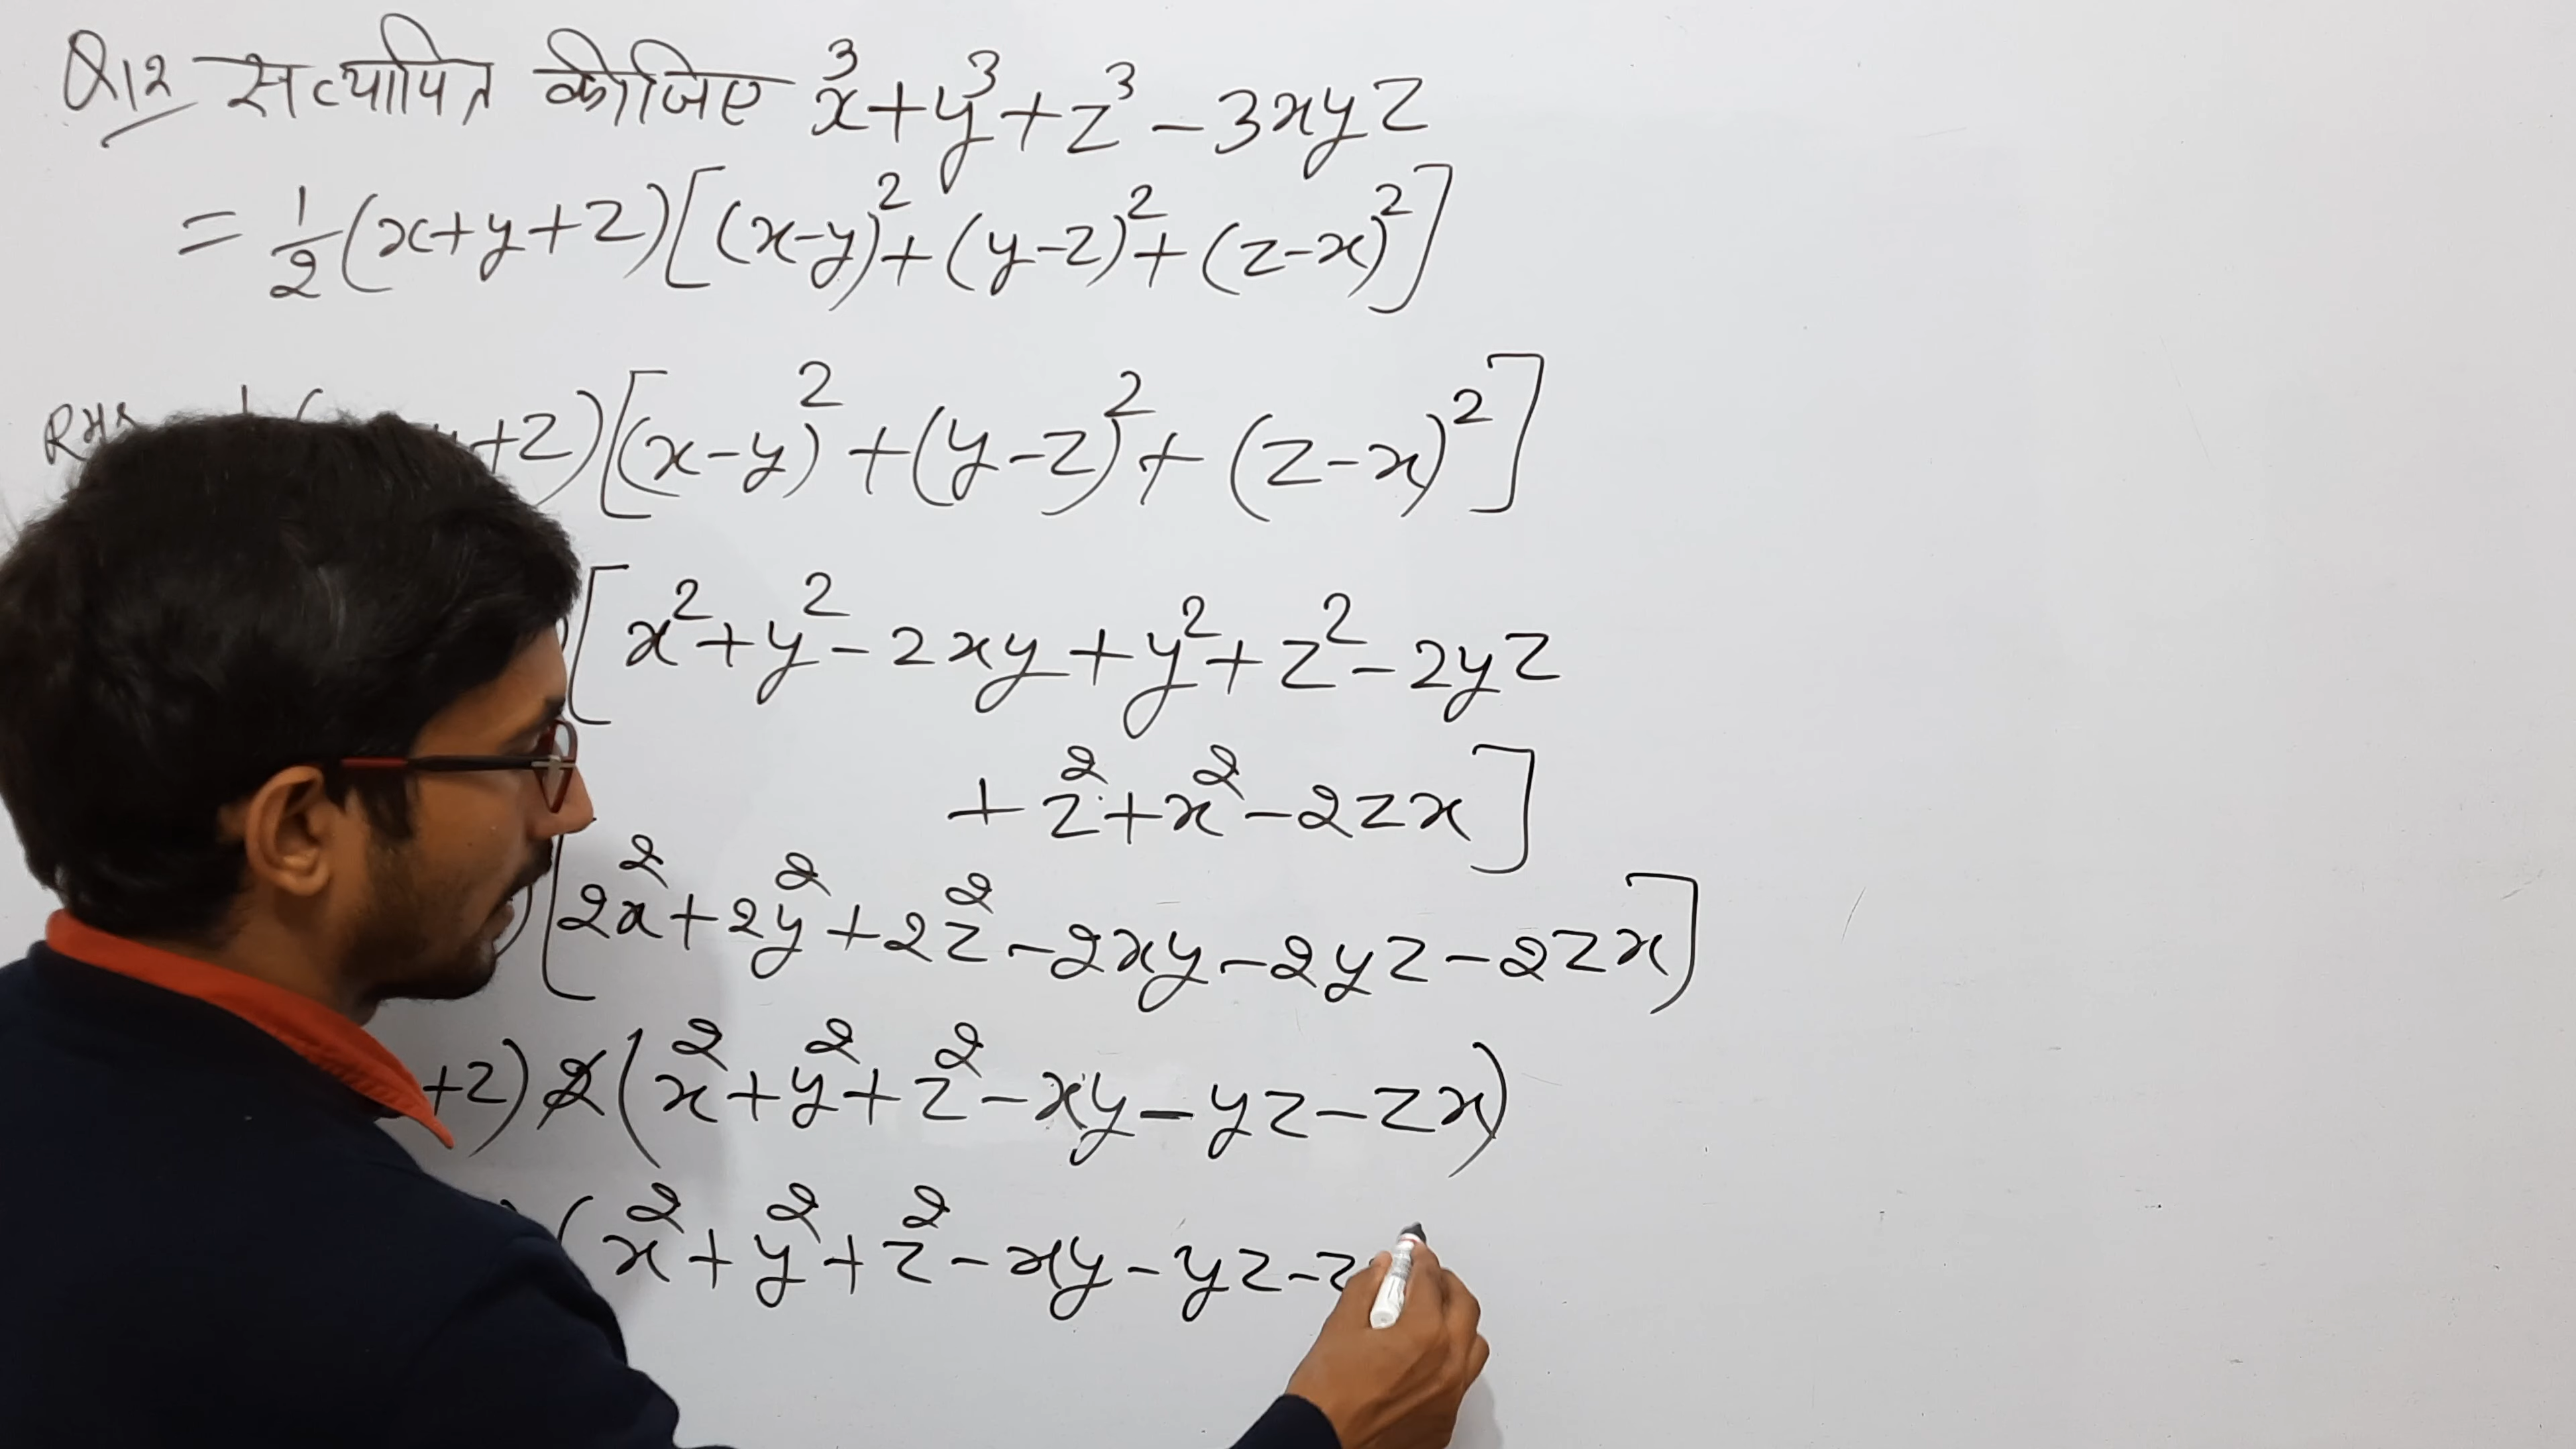 Q12 सत्यापित कीजिए x³+y³+z³-3xyz
= 1/2(x+y+z)[(x-y)²+(y-z)²+(z-x)²]
RHS +z)[(x-y)²+(y-z)²+(z-x)²]
[x²+y²-2xy+y²+z²-2yz
+z²+x²-2zx]
)[2x²+2y²+2z²-2xy-2yz-2zx]
+z)2(x²+y²+z²-xy-yz-zx)
(x²+y²+z²-xy-yz-z